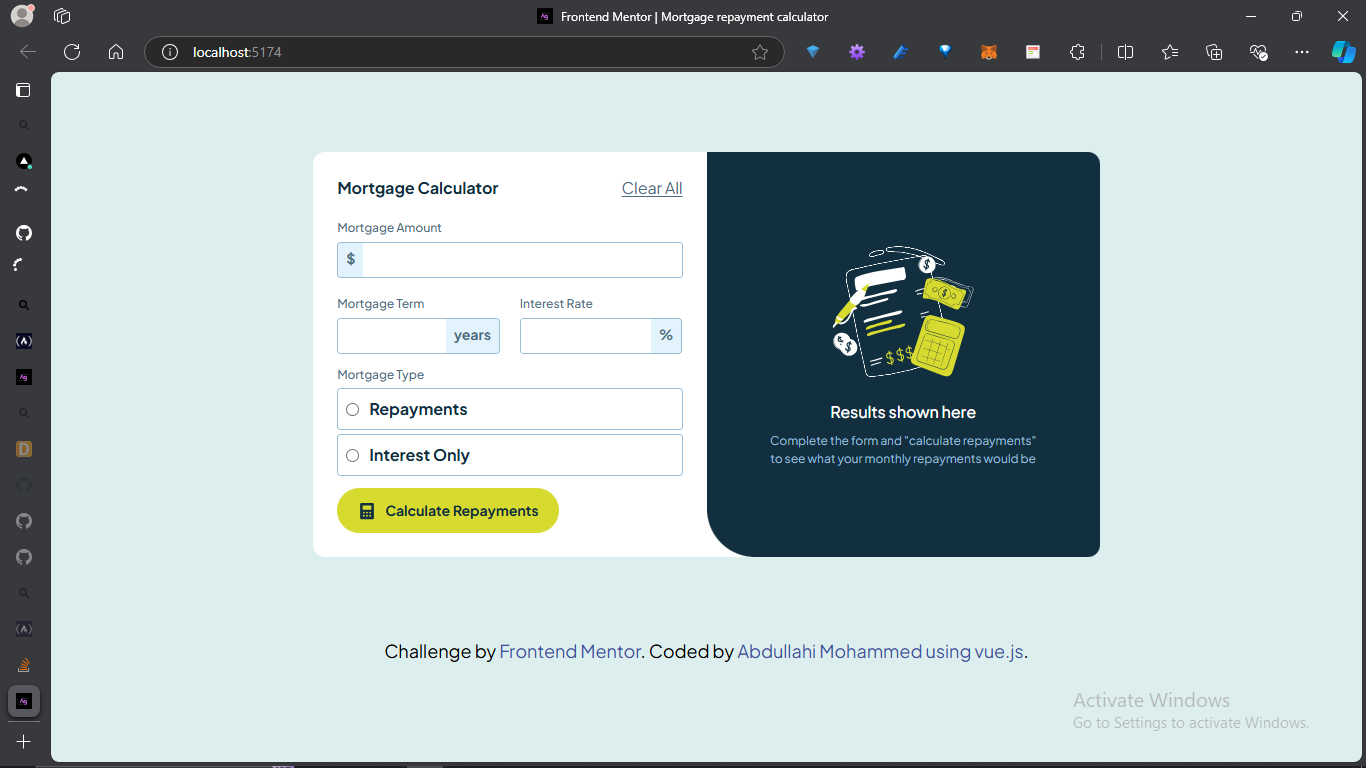 Frontend Mentor | Mortgage repayment calculator
localhost:5174
Mortgage Calculator
Clear All
Mortgage Amount
$
Mortgage Term
Interest Rate
years
%
Mortgage Type
Repayments
Interest Only
Calculate Repayments
$
$
$
$
$$$
Results shown here
Complete the form and "calculate repayments"
to see what your monthly repayments would be
Challenge by Frontend Mentor. Coded by Abdullahi Mohammed using vue.js.
Activate Windows
Go to Settings to activate Windows.